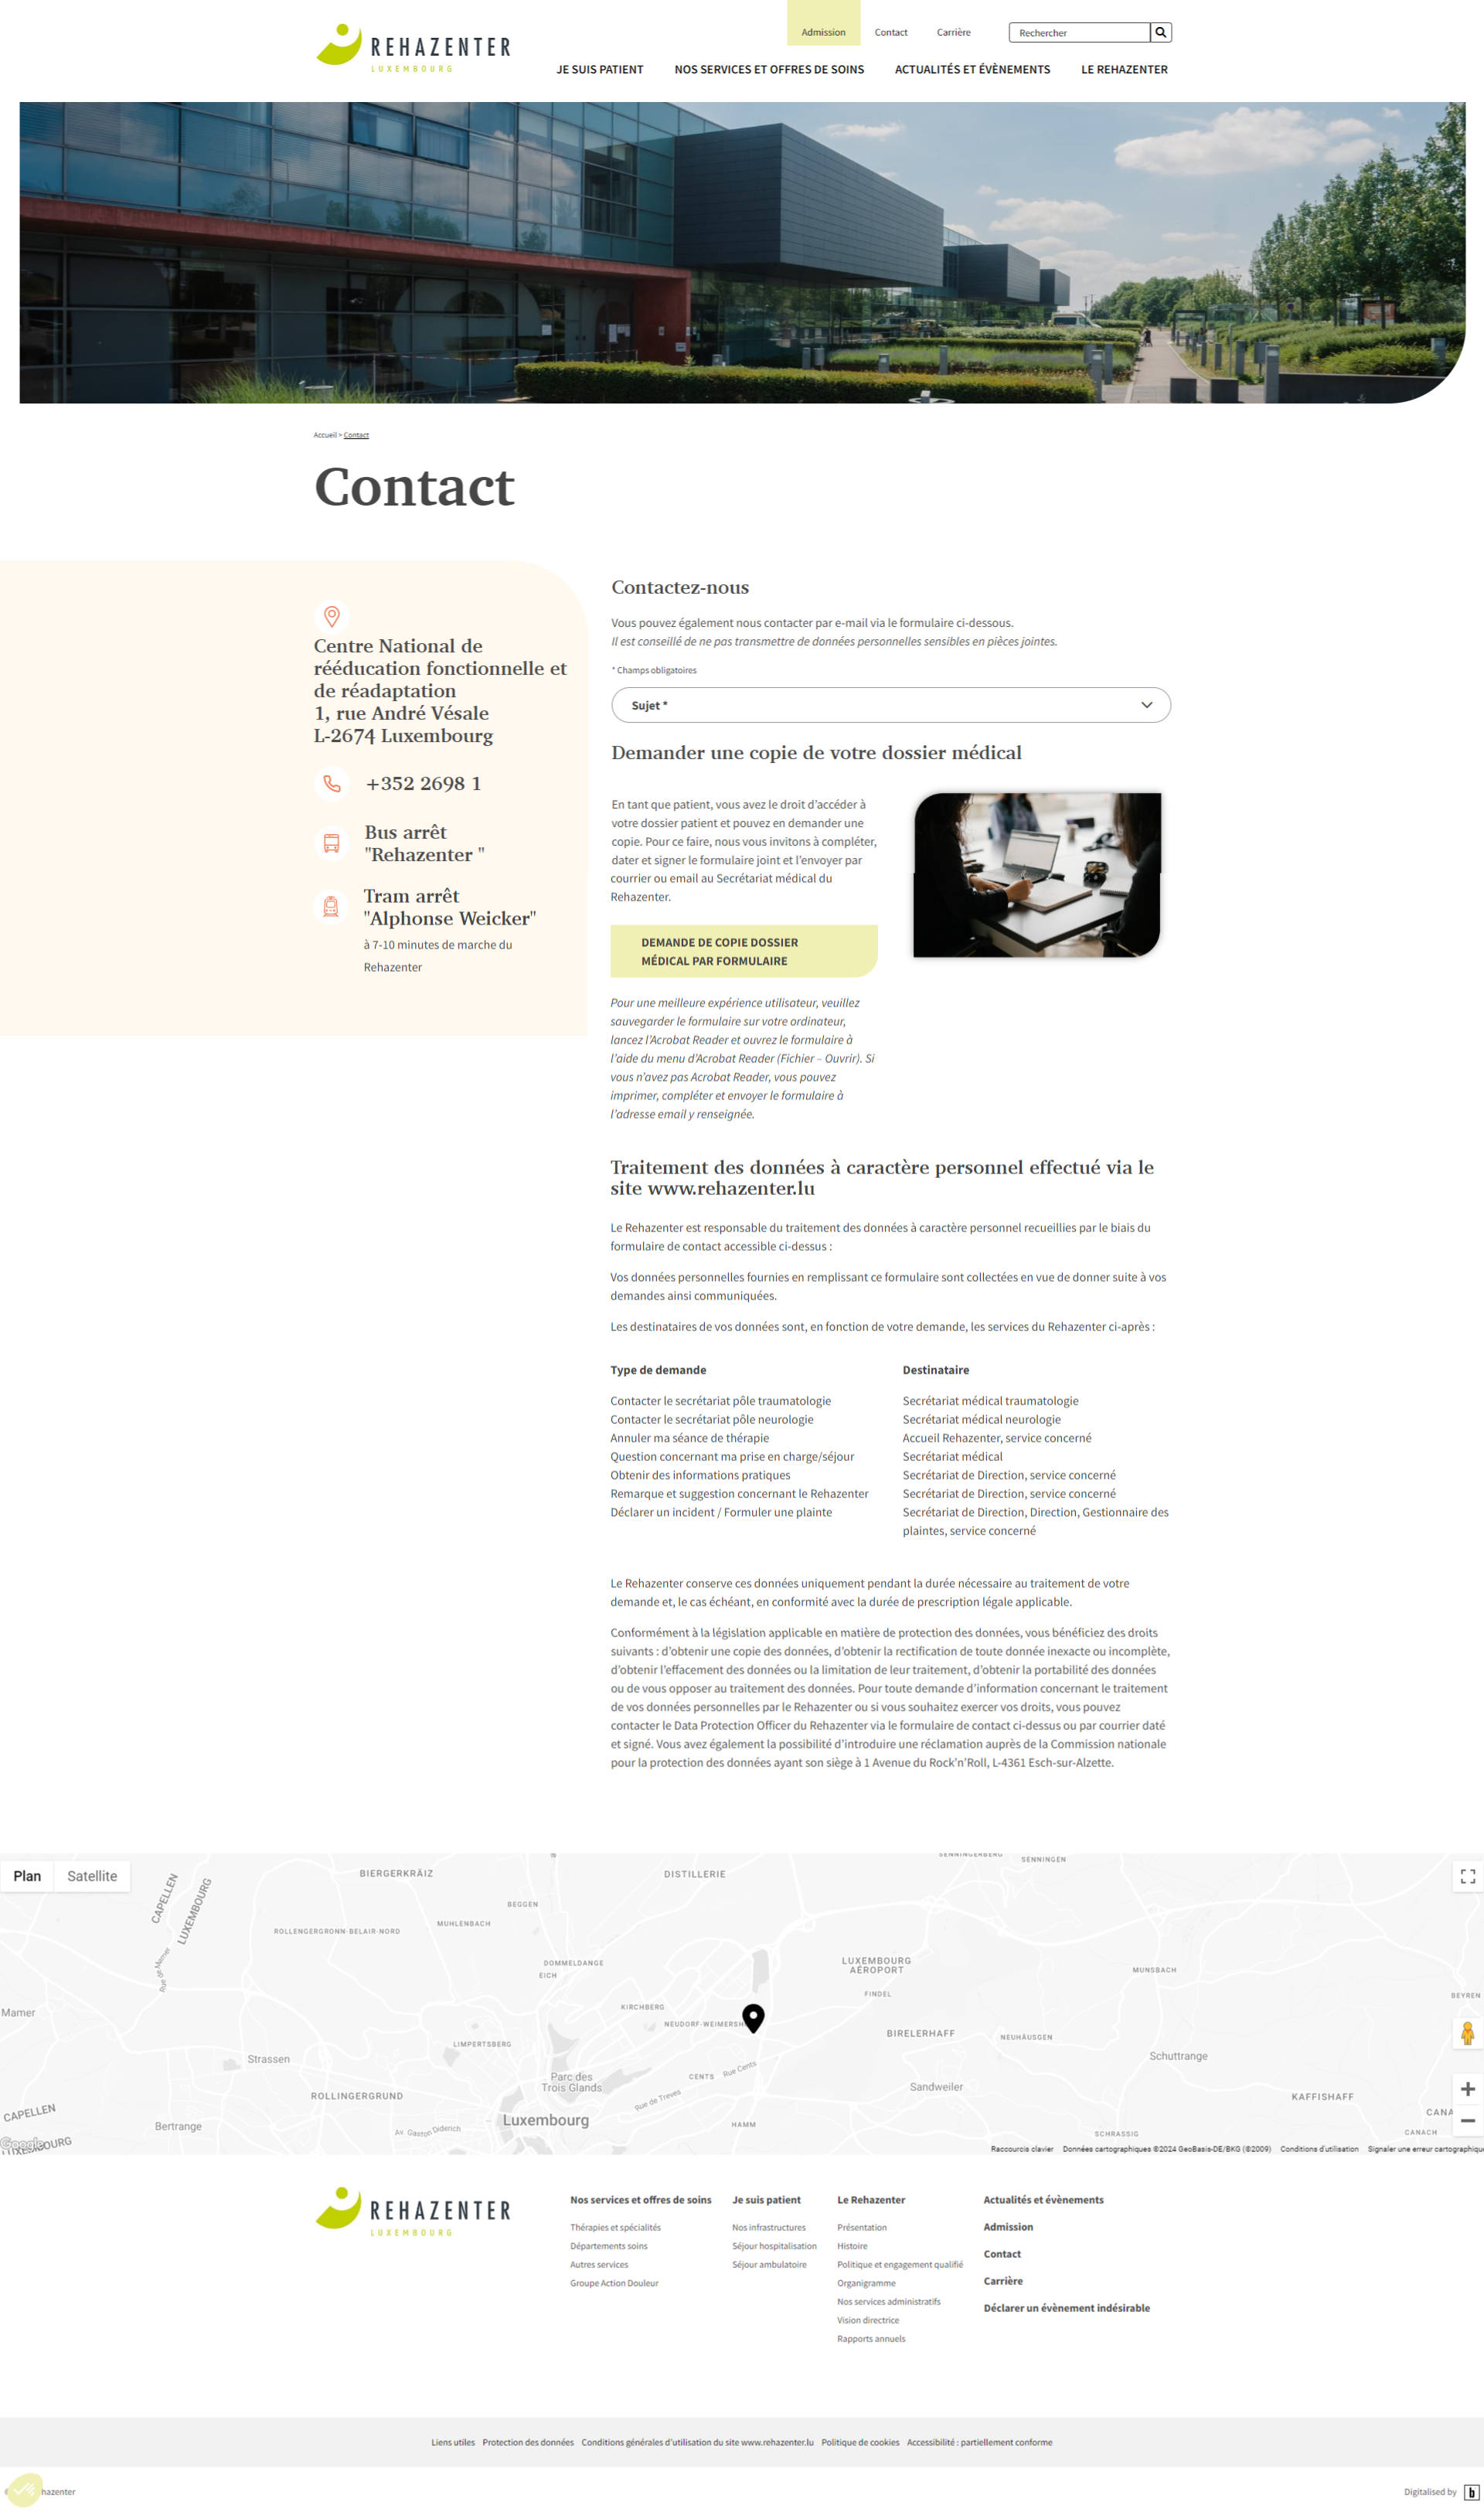 REHAZENTER
LUXEMBOURG
Admission
Contact
Carrière
Rechercher
JE SUIS PATIENT
NOS SERVICES ET OFFRES DE SOINS
ACTUALITÉS ET ÉVÈNEMENTS
LE REHAZENTER
Accueil > Contact
Contact
Centre National de
rééducation fonctionnelle et
de réadaptation
1, rue André Vésale
L-2674 Luxembourg
+352 2698 1
Bus arrêt
"Rehazenter "
Tram arrêt
"Alphonse Weicker"
à 7-10 minutes de marche du
Rehazenter
Contactez-nous
Vous pouvez également nous contacter par e-mail via le formulaire ci-dessous.
Il est conseillé de ne pas transmettre de données personnelles sensibles en pièces jointes.
* Champs obligatoires
Sujet *
Demander une copie de votre dossier médical
En tant que patient, vous avez le droit d'accéder à
votre dossier patient et pouvez en demander une
copie. Pour ce faire, nous vous invitons à compléter,
dater et signer le formulaire joint et l'envoyer par
courrier ou email au Secrétariat médical du
Rehazenter.
DEMANDE DE COPIE DOSSIER
MÉDICAL PAR FORMULAIRE
Pour une meilleure expérience utilisateur, veuillez
sauvegarder le formulaire sur votre ordinateur,
lancez l'Acrobat Reader et ouvrez le formulaire à
l'aide du menu d'Acrobat Reader (Fichier – Ouvrir). Si
vous n'avez pas Acrobat Reader, vous pouvez
imprimer, compléter et envoyer le formulaire à
l'adresse email y renseignée.
Traitement des données à caractère personnel effectué via le
site www.rehazenter.lu
Le Rehazenter est responsable du traitement des données à caractère personnel recueillies par le biais du
formulaire de contact accessible ci-dessus :
Vos données personnelles fournies en remplissant ce formulaire sont collectées en vue de donner suite à vos
demandes ainsi communiquées.
Les destinataires de vos données sont, en fonction de votre demande, les services du Rehazenter ci-après :
Type de demande
Destinataire
Contacter le secrétariat pôle traumatologie
Secrétariat médical traumatologie
Contacter le secrétariat pôle neurologie
Secrétariat médical neurologie
Annuler ma séance de thérapie
Accueil Rehazenter, service concerné
Question concernant ma prise en charge/séjour
Secrétariat médical
Obtenir des informations pratiques
Secrétariat de Direction, service concerné
Remarque et suggestion concernant le Rehazenter
Secrétariat de Direction, service concerné
Déclarer un incident / Formuler une plainte
Secrétariat de Direction, Direction, Gestionnaire des
plaintes, service concerné
Le Rehazenter conserve ces données uniquement pendant la durée nécessaire au traitement de votre
demande et, le cas échéant, en conformité avec la durée de prescription légale applicable.
Conformément à la législation applicable en matière de protection des données, vous bénéficiez des droits
suivants : d'obtenir une copie des données, d'obtenir la rectification de toute donnée inexacte ou incomplète,
d'obtenir l'effacement des données ou la limitation de leur traitement, d'obtenir la portabilité des données
ou de vous opposer au traitement des données. Pour toute demande d'information concernant le traitement
de vos données personnelles par le Rehazenter ou si vous souhaitez exercer vos droits, vous pouvez
contacter le Data Protection Officer du Rehazenter via le formulaire de contact ci-dessus ou par courrier daté
et signé. Vous avez également la possibilité d'introduire une réclamation auprès de la Commission nationale
pour la protection des données ayant son siège à 1 Avenue du Rock'n'Roll, L-4361 Esch-sur-Alzette.
Plan
Satellite
CAPELLEN
LUXEMBOURG
BIERGERKRÄIZ
DISTILLERIE
SENNINGERBERG
SENNINGEN
BEGGEN
MUHLENBACH
ROLLENGERGRONN-BELAIR-NORD
Rue de Mamer
DOMMELDANGE
EICH
LUXEMBOURG
AÉROPORT
MUNSBACH
FINDEL
BEYREN
Mamer
KIRCHBERG
NEUDORF-WEIMERSH
BIRELERHAFF
NEUHÄUSGEN
LIMPERTSBERG
Strassen
Schuttrange
Parc des
Trois Glands
CENTS
Rue Cents
Rue de Treves
Sandweiler
ROLLINGERGRUND
KAFFISHAFF
CAPELLEN
LUXEMBOURG
CANA
Luxembourg
Bertrange
Av. Gaston Diderich
HAMM
SCHRASSIG
CANACH
Google
Raccourcis clavier
Données cartographiques ©2024 GeoBasis-DE/BKG (©2009)
Conditions d'utilisation
Signaler une erreur cartographiqu
REHAZENTER
LUXEMBOURG
Nos services et offres de soins
Thérapies et spécialités
Départements soins
Autres services
Groupe Action Douleur
Je suis patient
Nos infrastructures
Séjour hospitalisation
Séjour ambulatoire
Le Rehazenter
Présentation
Histoire
Politique et engagement qualifié
Organigramme
Nos services administratifs
Vision directrice
Rapports annuels
Actualités et évènements
Admission
Contact
Carrière
Déclarer un évènement indésirable
Liens utiles
Protection des données
Conditions générales d'utilisation du site www.rehazenter.lu
Politique de cookies
Accessibilité : partiellement conforme
hazenter
Digitalised by
b